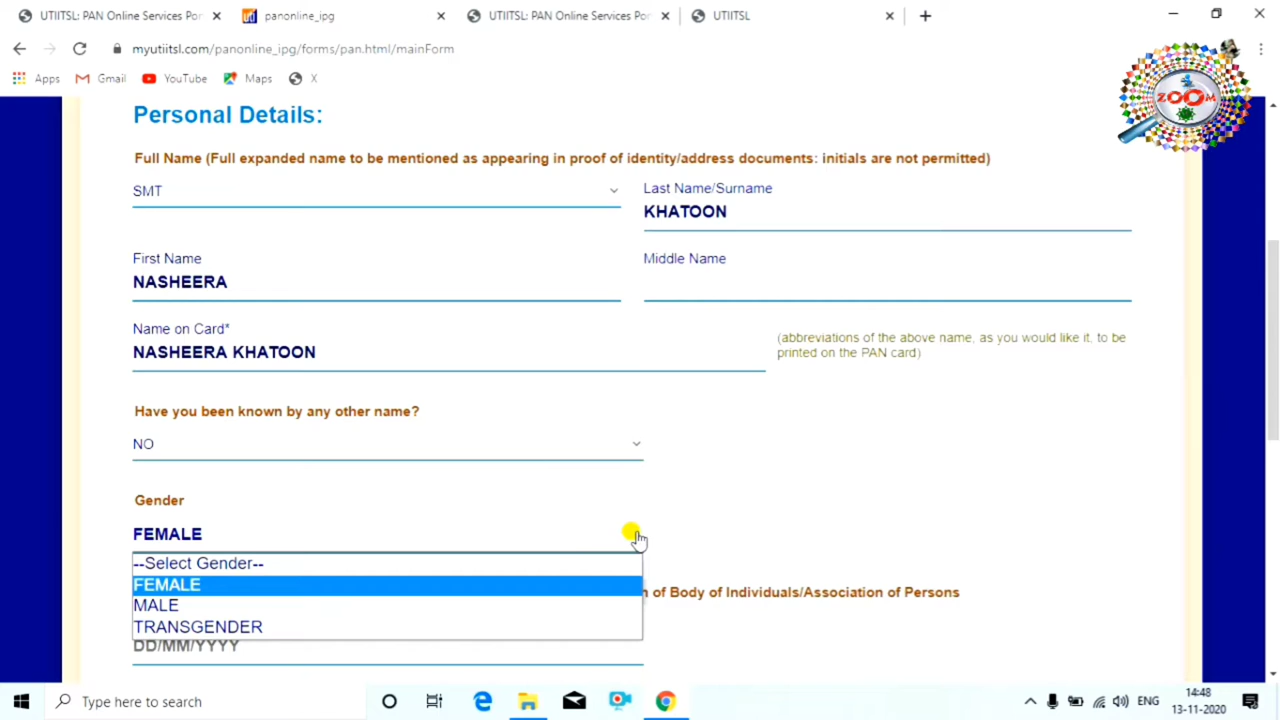 UTIITSL: PAN Online Services Por
panonline_ipg
UTIITSL: PAN Online Services Por
UTIITSL
myutiitsl.com/panonline_ipg/forms/pan.html/mainForm
Apps
Gmail
YouTube
Maps
X
ZOOM
Personal Details:
Full Name (Full expanded name to be mentioned as appearing in proof of identity/address documents: initials are not permitted)
SMT
Last Name/Surname
KHATOON
First Name
NASHEERA
Middle Name
Name on Card*
NASHEERA KHATOON
(abbreviations of the above name, as you would like it, to be
printed on the PAN card)
Have you been known by any other name?
NO
Gender
FEMALE
--Select Gender--
FEMALE
MALE
TRANSGENDER
n of Body of Individuals/Association of Persons
DD/MM/YYYY
Type here to search
ENG
14:48
13-11-2020